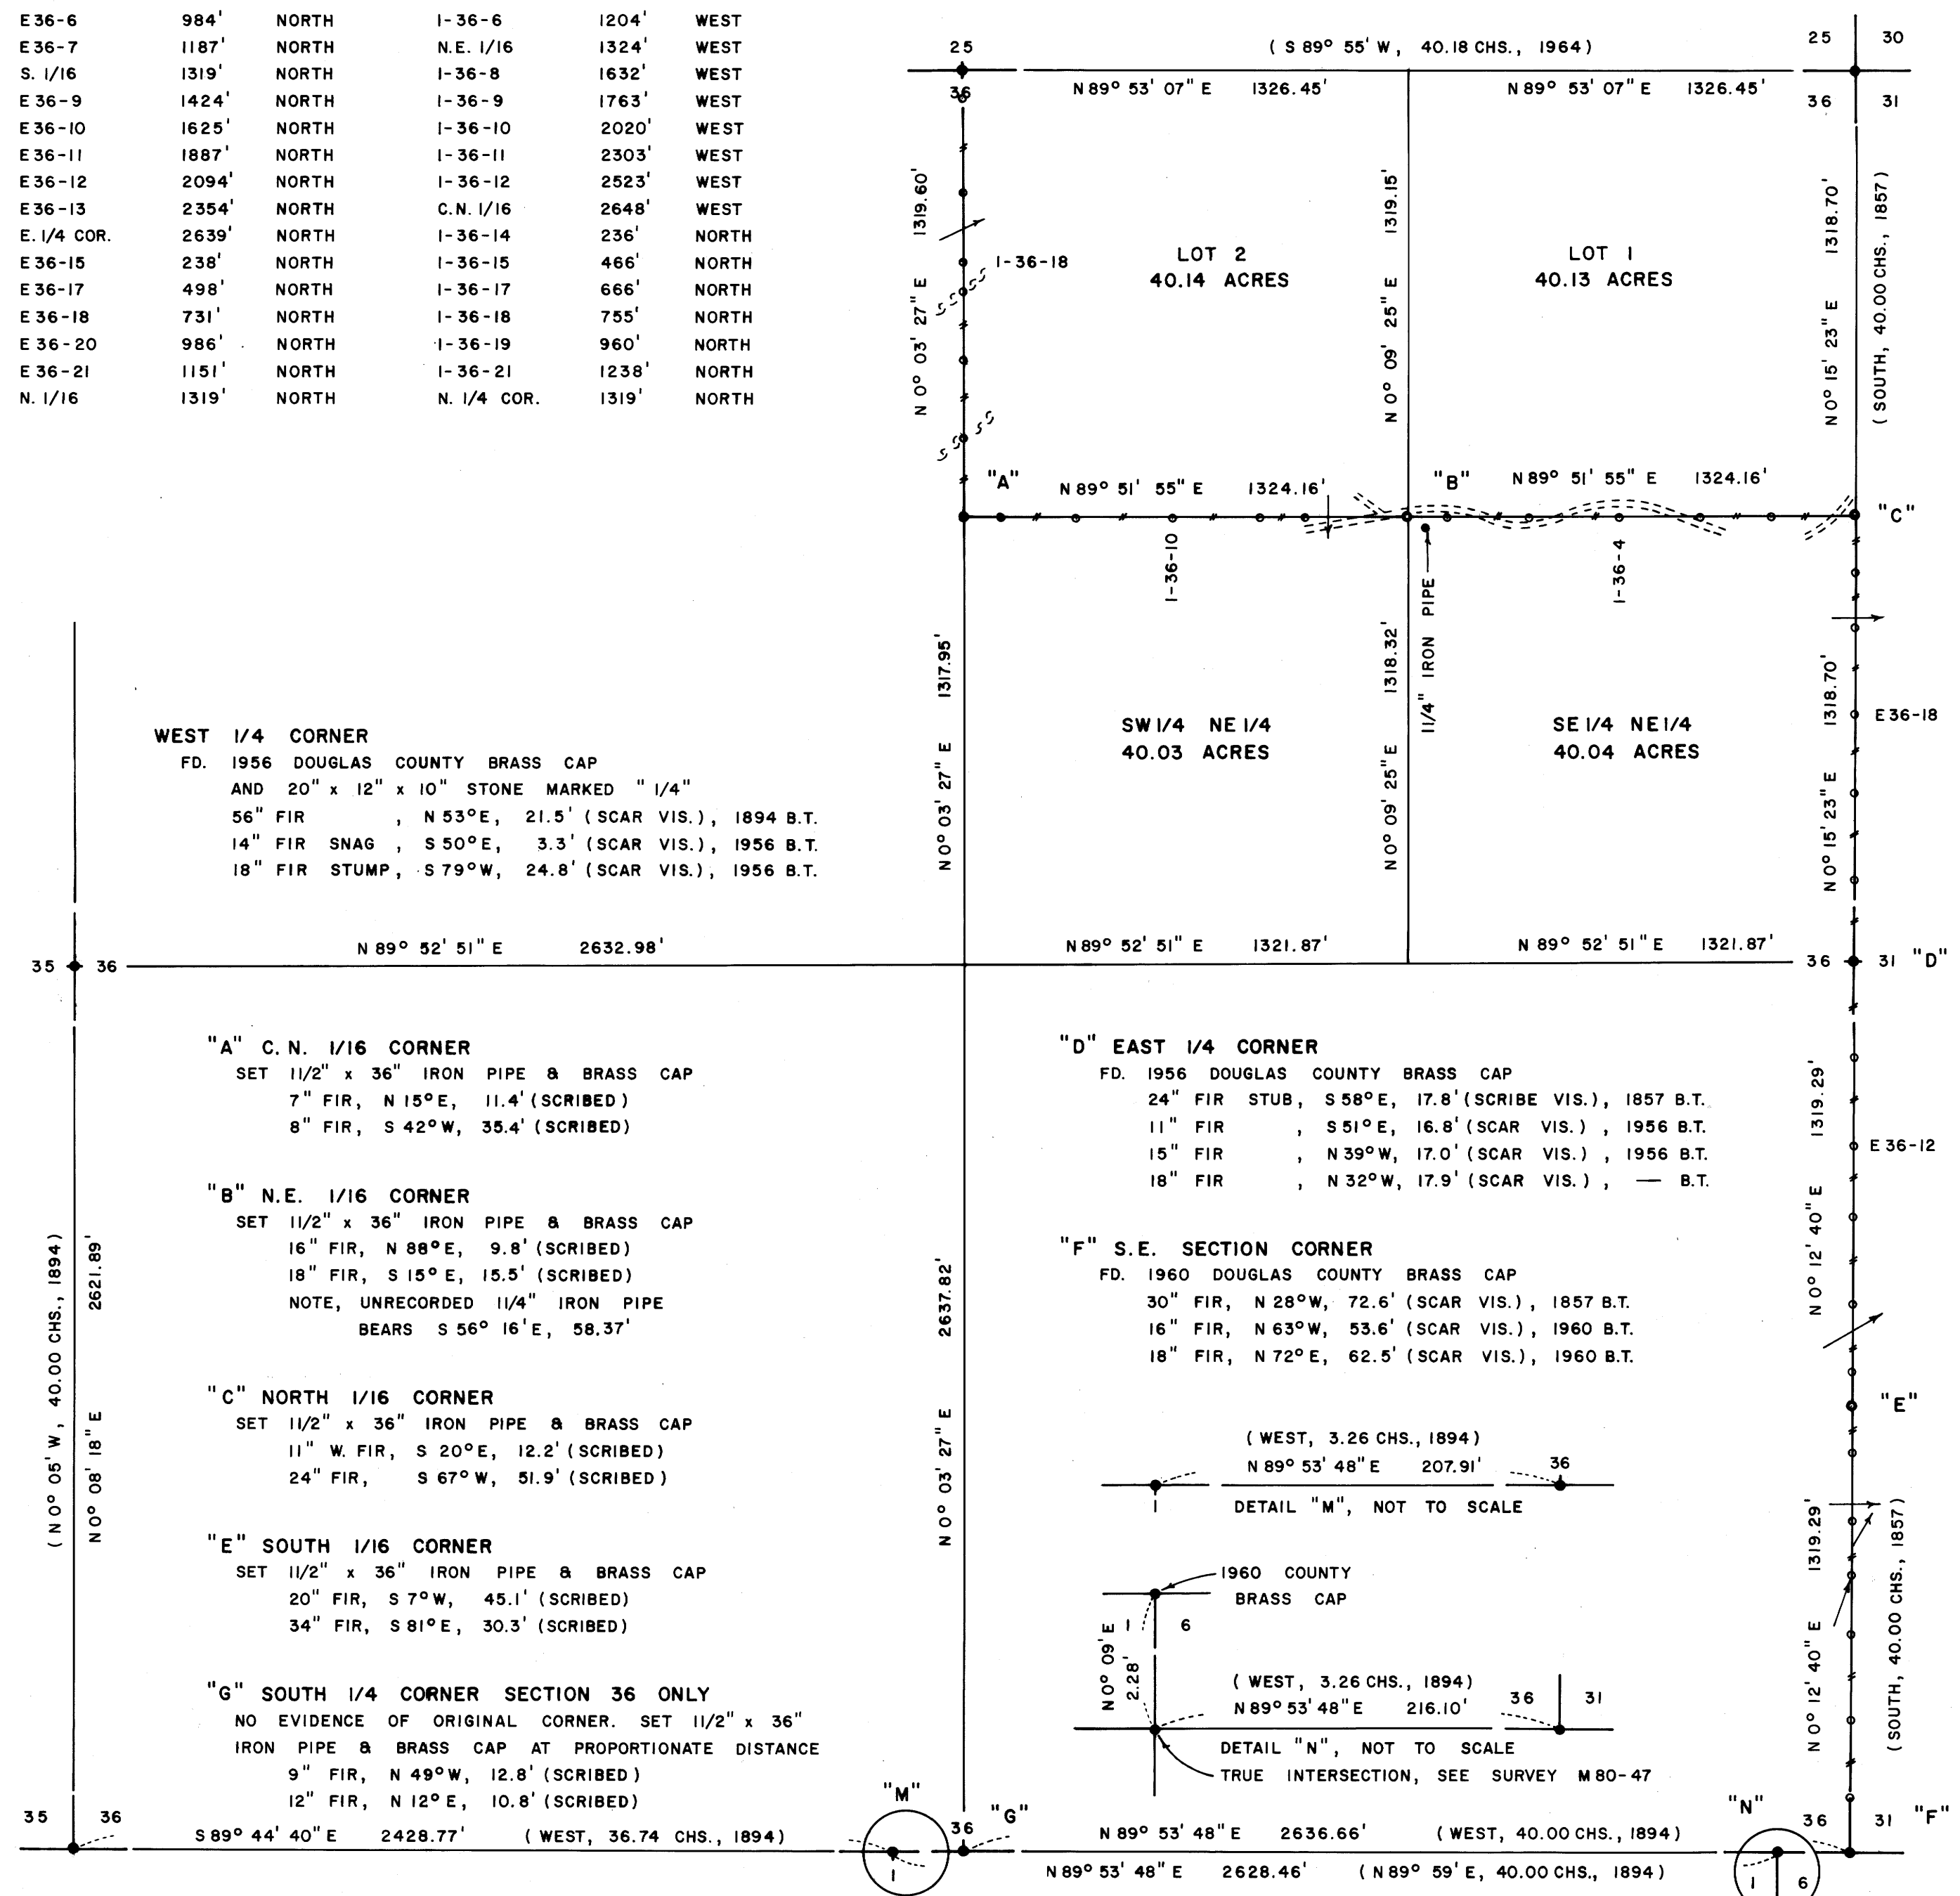 E36-6 984' NORTH I-36-6 1204' WEST
E36-7 1187' NORTH N.E. 1/16 1324' WEST
S. 1/16 1319' NORTH I-36-8 1632' WEST
E36-9 1424' NORTH I-36-9 1763' WEST
E36-10 1625' NORTH I-36-10 2020' WEST
E36-11 1887' NORTH I-36-11 2303' WEST
E36-12 2094' NORTH I-36-12 2523' WEST
E36-13 2354' NORTH C.N. 1/16 2648' WEST
E. 1/4 COR. 2639' NORTH I-36-14 236' NORTH
E36-15 238' NORTH I-36-15 466' NORTH
E36-17 498' NORTH I-36-17 666' NORTH
E36-18 731' NORTH I-36-18 755' NORTH
E36-20 986' NORTH I-36-19 960' NORTH
E36-21 1151' NORTH I-36-21 1238' NORTH
N. 1/16 1319' NORTH N. 1/4 COR. 1319' NORTH
25 (S 89° 55' W, 40.18 CHS., 1964) 25 30
36 N 89° 53' 07" E 1326.45' N 89° 53' 07" E 1326.45' 36 31
N 0° 03' 27" E 1319.60'
N 0° 09' 25" E 1319.15'
N 0° 15' 23" E 1318.70'
(SOUTH, 40.00 CHS., 1857)
I-36-18
LOT 2
40.14 ACRES
LOT 1
40.13 ACRES
"A" N 89° 51' 55" E 1324.16' "B" N 89° 51' 55" E 1324.16' "C"
I-36-10
I-36-4
1 1/4" IRON PIPE
N 0° 03' 27" E 1317.95'
N 0° 09' 25" E 1318.32'
N 0° 15' 23" E 1318.70'
E36-18
SW 1/4 NE 1/4
40.03 ACRES
SE 1/4 NE 1/4
40.04 ACRES
WEST 1/4 CORNER
FD. 1956 DOUGLAS COUNTY BRASS CAP
AND 20" x 12" x 10" STONE MARKED "1/4"
56" FIR , N 53° E, 21.5' (SCAR VIS.), 1894 B.T.
14" FIR SNAG , S 50° E, 3.3' (SCAR VIS.), 1956 B.T.
18" FIR STUMP, S 79° W, 24.8' (SCAR VIS.), 1956 B.T.
35 36 N 89° 52' 51" E 2632.98' N 89° 52' 51" E 1321.87' N 89° 52' 51" E 1321.87' 36 31 "D"
"A" C.N. 1/16 CORNER
SET 1 1/2" x 36" IRON PIPE & BRASS CAP
7" FIR, N 15° E, 11.4' (SCRIBED)
8" FIR, S 42° W, 35.4' (SCRIBED)
"B" N.E. 1/16 CORNER
SET 1 1/2" x 36" IRON PIPE & BRASS CAP
16" FIR, N 88° E, 9.8' (SCRIBED)
18" FIR, S 15° E, 15.5' (SCRIBED)
NOTE, UNRECORDED 1 1/4" IRON PIPE
BEARS S 56° 16' E, 58.37'
"C" NORTH 1/16 CORNER
SET 1 1/2" x 36" IRON PIPE & BRASS CAP
11" W. FIR, S 20° E, 12.2' (SCRIBED)
24" FIR, S 67° W, 51.9' (SCRIBED)
"E" SOUTH 1/16 CORNER
SET 1 1/2" x 36" IRON PIPE & BRASS CAP
20" FIR, S 7° W, 45.1' (SCRIBED)
34" FIR, S 81° E, 30.3' (SCRIBED)
"G" SOUTH 1/4 CORNER SECTION 36 ONLY
NO EVIDENCE OF ORIGINAL CORNER. SET 1 1/2" x 36"
IRON PIPE & BRASS CAP AT PROPORTIONATE DISTANCE
9" FIR, N 49° W, 12.8' (SCRIBED)
12" FIR, N 12° E, 10.8' (SCRIBED)
(N 0° 05' W, 40.00 CHS., 1894)
N 0° 08' 18" E 2621.89'
N 0° 03' 27" E 2637.82'
"D" EAST 1/4 CORNER
FD. 1956 DOUGLAS COUNTY BRASS CAP
24" FIR STUB, S 58° E, 17.8' (SCRIBE VIS.), 1857 B.T.
11" FIR , S 51° E, 16.8' (SCAR VIS.) , 1956 B.T.
15" FIR , N 39° W, 17.0' (SCAR VIS.) , 1956 B.T.
18" FIR , N 32° W, 17.9' (SCAR VIS.) , — B.T.
"F" S.E. SECTION CORNER
FD. 1960 DOUGLAS COUNTY BRASS CAP
30" FIR, N 28° W, 72.6' (SCAR VIS.), 1857 B.T.
16" FIR, N 63° W, 53.6' (SCAR VIS.), 1960 B.T.
18" FIR, N 72° E, 62.5' (SCAR VIS.), 1960 B.T.
N 0° 12' 40" E 1319.29'
E36-12
"E"
N 0° 12' 40" E 1319.29'
(SOUTH, 40.00 CHS., 1857)
(WEST, 3.26 CHS., 1894)
N 89° 53' 48" E 207.91' 36
1 DETAIL "M", NOT TO SCALE
1960 COUNTY
BRASS CAP
1 6
N 0° 09' E
2.28'
(WEST, 3.26 CHS., 1894)
N 89° 53' 48" E 216.10' 36 31
DETAIL "N", NOT TO SCALE
TRUE INTERSECTION, SEE SURVEY M 80-47
35 36 "M" 36 "G" "N" 36 31 "F"
S 89° 44' 40" E 2428.77' (WEST, 36.74 CHS., 1894) N 89° 53' 48" E 2636.66' (WEST, 40.00 CHS., 1894)
1 N 89° 53' 48" E 2628.46' (N 89° 59' E, 40.00 CHS., 1894) 1 6